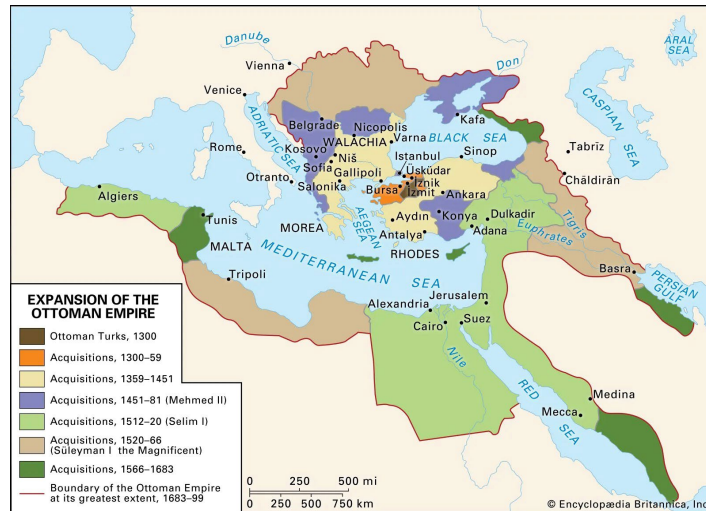 ARAL
SEA
Danube
Vienna
Don
Venice
CASPIAN SEA
ADRIATIC SEA
Belgrade
Nicopolis
Kafa
WALACHIA
Varna
BLACK SEA
Rome
Kosovo
Niš
Istanbul
Sinop
Tabrīz
Sofia
Gallipoli
Üsküdar
Otranto
Salonika
Bursa
İznik
İzmit
Ankara
Chāldirān
Algiers
Tunis
AEGEAN
SEA
Aydın
Konya
Dulkadir
Tigris
MOREA
Antalya
Adana
Euphrates
MALTA
MEDITERRANEAN SEA
RHODES
Tripoli
Basra
PERSIAN
GULF
Alexandria
Jerusalem
Cairo
Suez
Nile
RED
SEA
Medina
Mecca
EXPANSION OF THE
OTTOMAN EMPIRE
Ottoman Turks, 1300
Acquisitions, 1300–59
Acquisitions, 1359–1451
Acquisitions, 1451–81 (Mehmed II)
Acquisitions, 1512–20 (Selim I)
Acquisitions, 1520–66
(Süleyman I the Magnificent)
Acquisitions, 1566–1683
Boundary of the Ottoman Empire
at its greatest extent, 1683–99
0 250 500 mi
0 250 500 750 km
© Encyclopædia Britannica, Inc